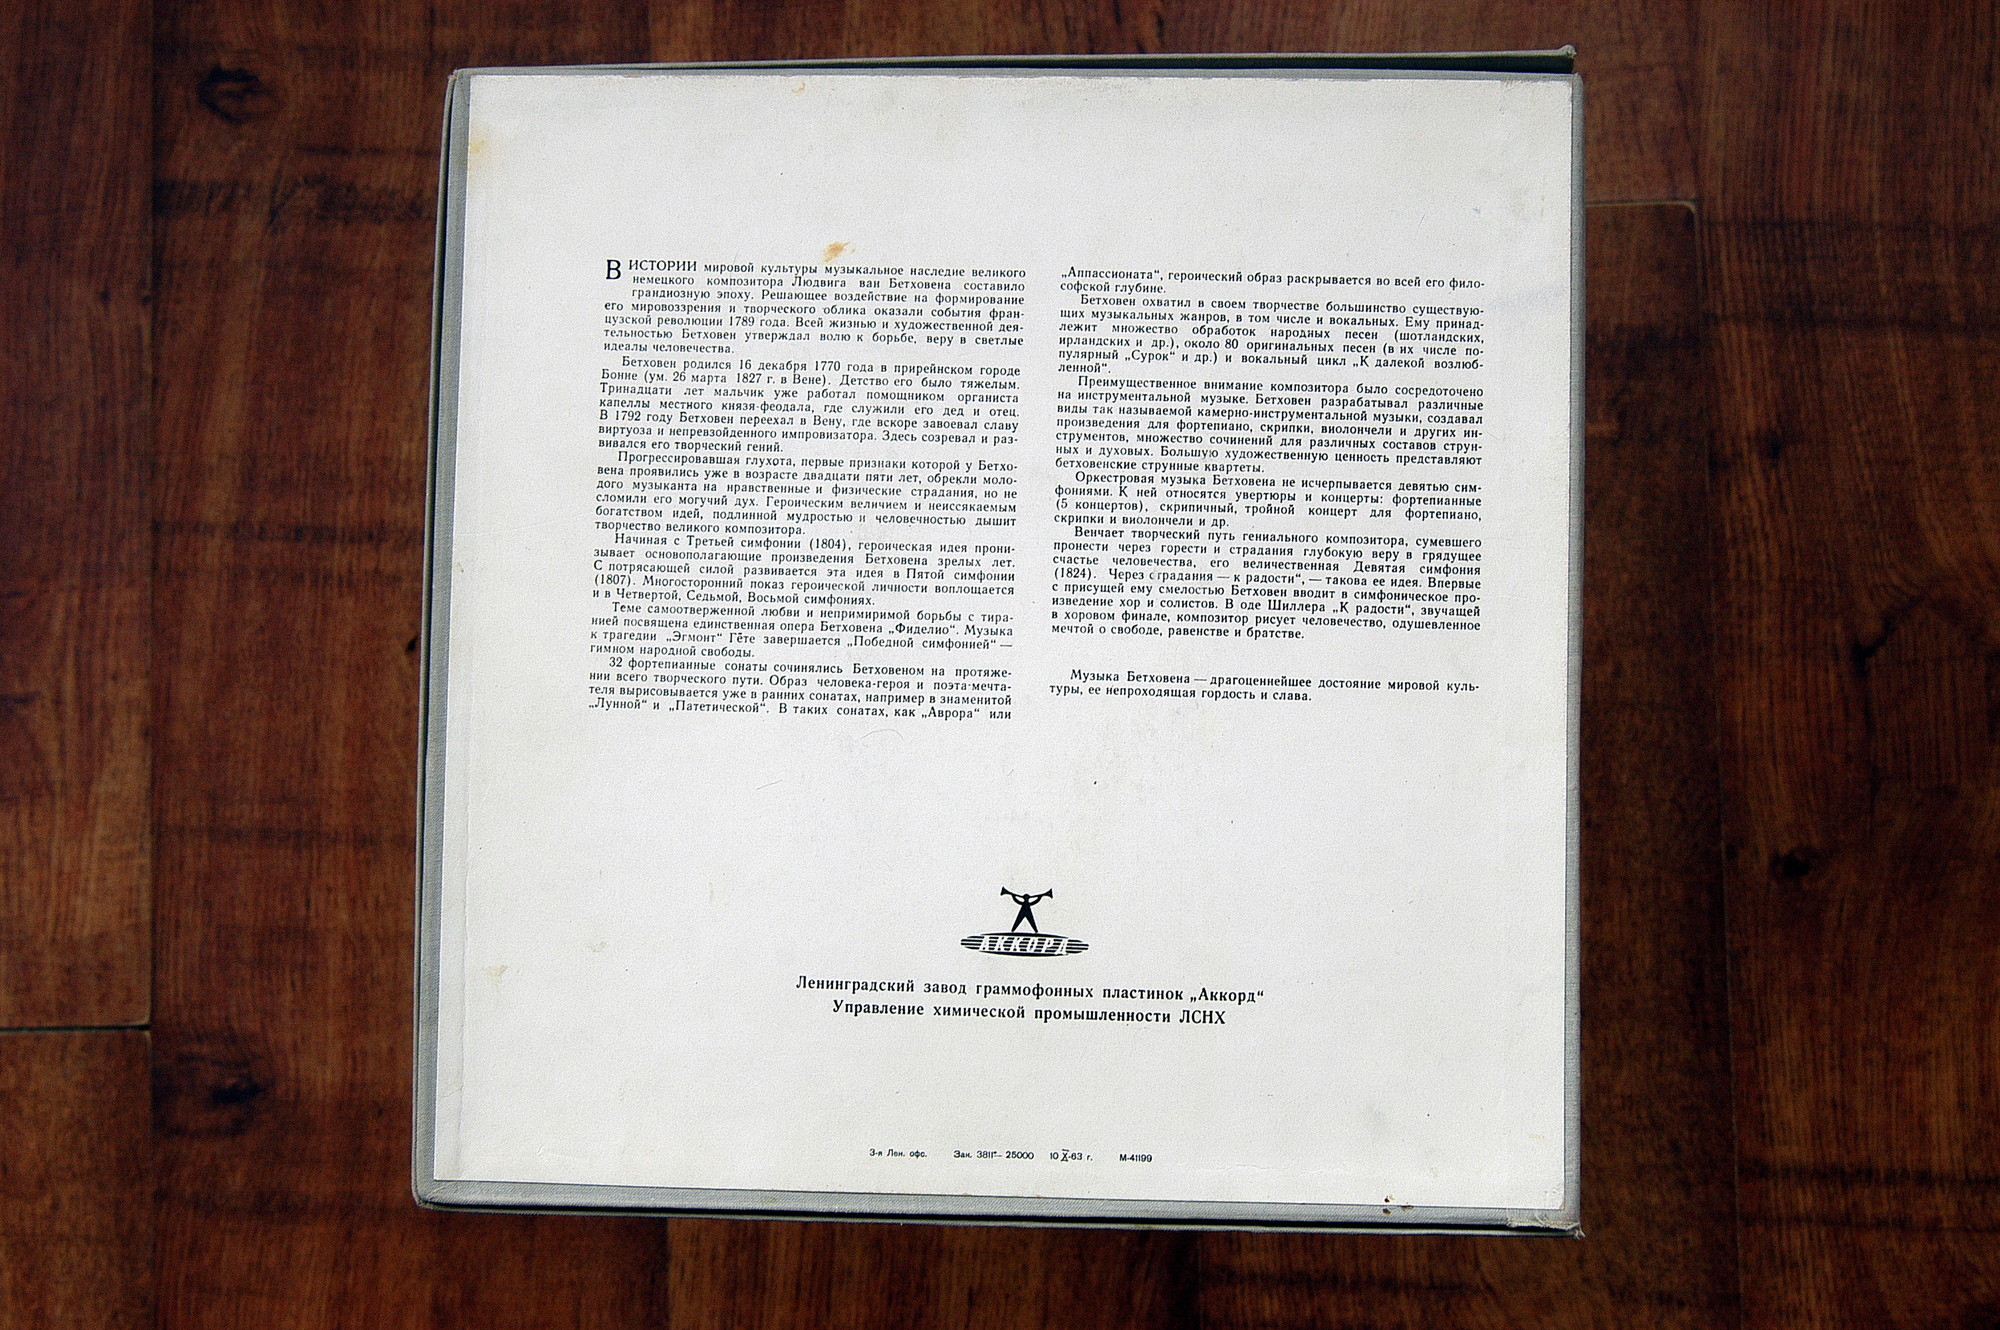 В ИСТОРИИ мировой культуры музыкальное наследие великого
немецкого композитора Людвига ван Бетховена составило
грандиозную эпоху. Решающее воздействие на формирование
его мировоззрения и творческого облика оказали события фран-
цузской революции 1789 года. Всей жизнью и художественной дея-
тельностью Бетховен утверждал волю к борьбе, веру в светлые
идеалы человечества.
Бетховен родился 16 декабря 1770 года в прирейнском городе
Бонне (ум. 26 марта 1827 г. в Вене). Детство его было тяжелым.
Тринадцати лет мальчик уже работал помощником органиста
капеллы местного князя-феодала, где служили его дед и отец.
В 1792 году Бетховен переехал в Вену, где вскоре завоевал славу
виртуоза и непревзойденного импровизатора. Здесь созревал и раз-
вивался его творческий гений.
Прогрессировавшая глухота, первые признаки которой у Бетхо-
вена проявились уже в возрасте двадцати пяти лет, обрекли моло-
дого музыканта на нравственные и физические страдания, но не
сломили его могучий дух. Героическим величием и неиссякаемым
богатством идей, подлинной мудростью и человечностью дышит
творчество великого композитора.
Начиная с Третьей симфонии (1804), героическая идея прони-
зывает основополагающие произведения Бетховена зрелых лет.
С потрясающей силой развивается эта идея в Пятой симфонии
(1807). Многосторонний показ героической личности воплощается
и в Четвертой, Седьмой, Восьмой симфониях.
Теме самоотверженной любви и непримиримой борьбы с тира-
нией посвящена единственная опера Бетховена „Фиделио“. Музыка
к трагедии „Эгмонт“ Гёте завершается „Победной симфонией“ —
гимном народной свободы.
32 фортепианные сонаты сочинялись Бетховеном на протяже-
нии всего творческого пути. Образ человека-героя и поэта-мечта-
теля вырисовывается уже в ранних сонатах, например в знаменитой
„Лунной“ и „Патетической“. В таких сонатах, как „Аврора“ или
„Аппассионата“, героический образ раскрывается во всей его фило-
софской глубине.
Бетховен охватил в своем творчестве большинство существую-
щих музыкальных жанров, в том числе и вокальных. Ему принад-
лежит множество обработок народных песен (шотландских,
ирландских и др.), около 80 оригинальных песен (в их числе по-
пулярный „Сурок“ и др.) и вокальный цикл „К далекой возлюб-
ленной“.
Преимущественное внимание композитора было сосредоточено
на инструментальной музыке. Бетховен разрабатывал различные
виды так называемой камерно-инструментальной музыки, создавал
произведения для фортепиано, скрипки, виолончели и других ин-
струментов, множество сочинений для различных составов струн-
ных и духовых. Большую художественную ценность представляют
бетховенские струнные квартеты.
Оркестровая музыка Бетховена не исчерпывается девятью сим-
фониями. К ней относятся увертюры и концерты: фортепианные
(5 концертов), скрипичный, тройной концерт для фортепиано,
скрипки и виолончели и др.
Венчает творческий путь гениального композитора, сумевшего
пронести через горести и страдания глубокую веру в грядущее
счастье человечества, его величественная Девятая симфония
(1824). Через страдания — к радости“, — такова ее идея. Впервые
с присущей ему смелостью Бетховен вводит в симфоническое про-
изведение хор и солистов. В оде Шиллера „К радости“, звучащей
в хоровом финале, композитор рисует человечество, одушевленное
мечтой о свободе, равенстве и братстве.
Музыка Бетховена — драгоценнейшее достояние мировой куль-
туры, ее непроходящая гордость и слава.
АККОРД
Ленинградский завод граммофонных пластинок „Аккорд“
Управление химической промышленности ЛСНХ
3-я Лен. офс. Зак. 3811г— 25000 10 X-63 г. М-41199